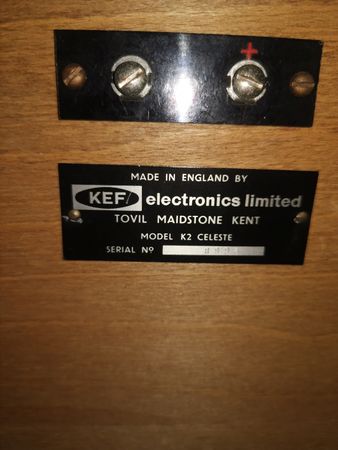 +
MADE IN ENGLAND BY
KEF electronics limited
TOVIL MAIDSTONE KENT
MODEL K2 CELESTE
SERIAL Nº